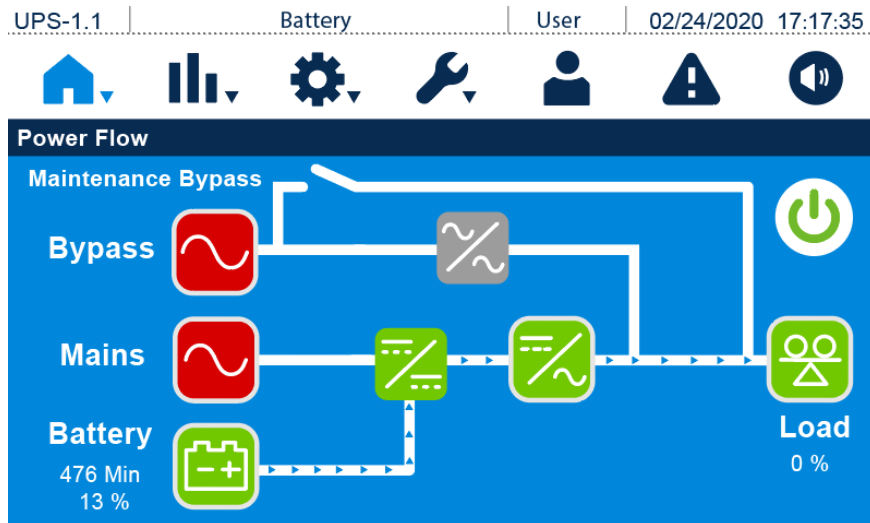 UPS-1.1 Battery User 02/24/2020 17:17:35
Power Flow
Maintenance Bypass
Bypass
Mains
Battery
476 Min
13 %
Load
0 %